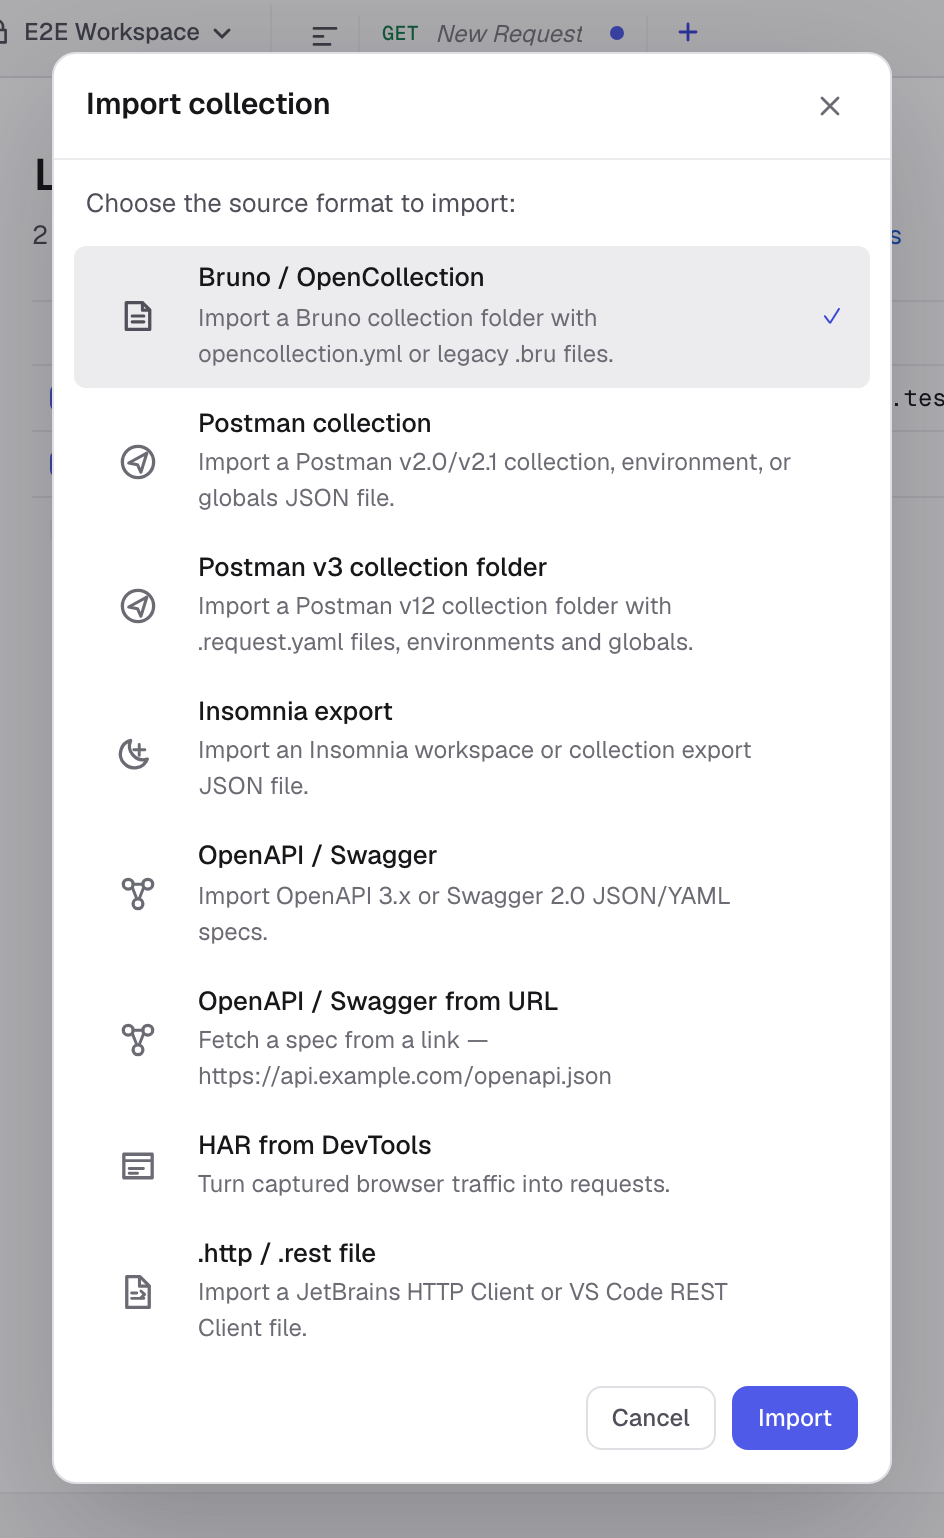 E2E Workspace
GET New Request
Import collection
L
2
s
Choose the source format to import:
Bruno / OpenCollection
Import a Bruno collection folder with
opencollection.yml or legacy .bru files.
.tes
Postman collection
Import a Postman v2.0/v2.1 collection, environment, or
globals JSON file.
Postman v3 collection folder
Import a Postman v12 collection folder with
.request.yaml files, environments and globals.
Insomnia export
Import an Insomnia workspace or collection export
JSON file.
OpenAPI / Swagger
Import OpenAPI 3.x or Swagger 2.0 JSON/YAML
specs.
OpenAPI / Swagger from URL
Fetch a spec from a link —
https://api.example.com/openapi.json
HAR from DevTools
Turn captured browser traffic into requests.
.http / .rest file
Import a JetBrains HTTP Client or VS Code REST
Client file.
Cancel
Import